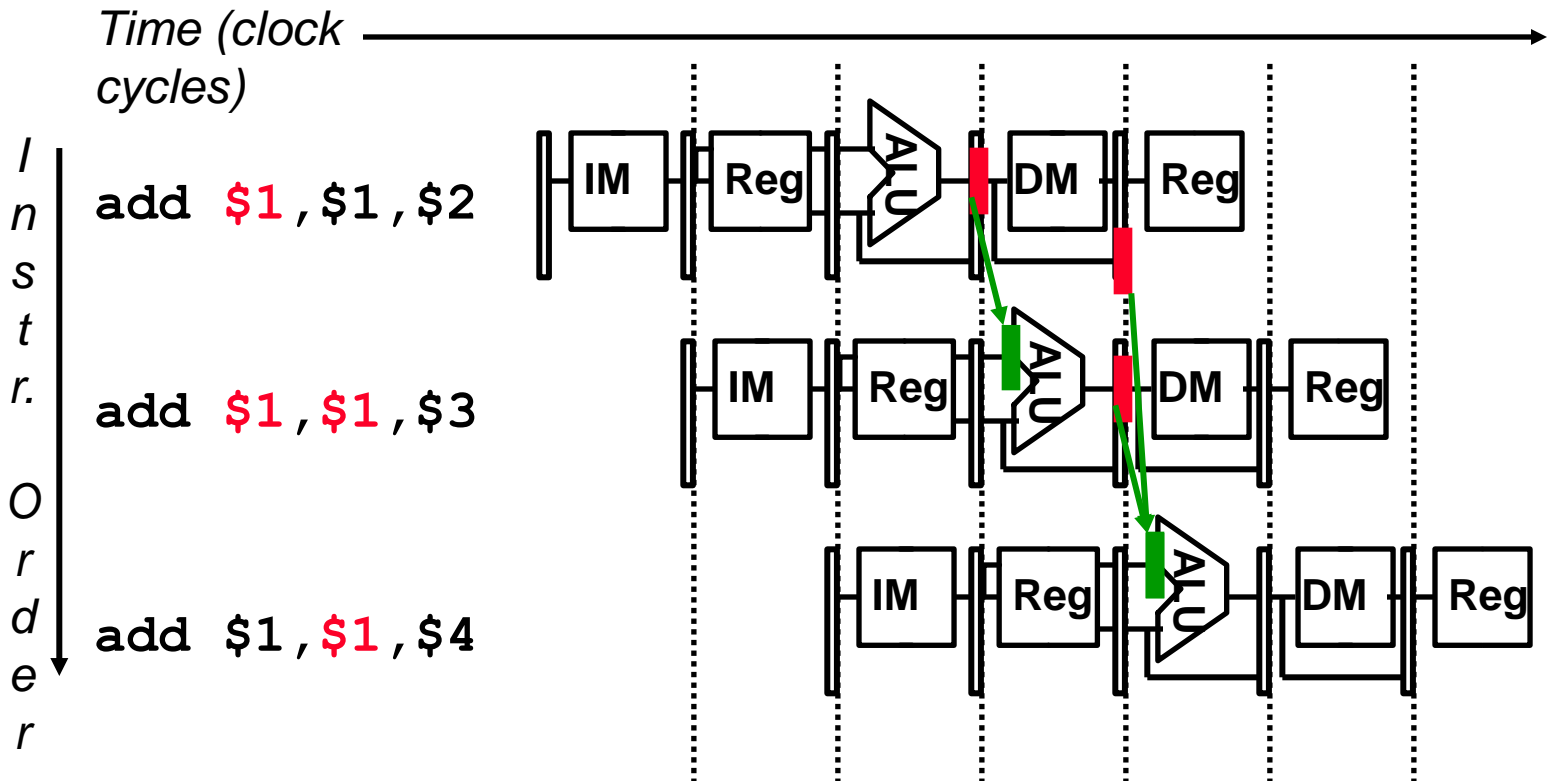 Time (clock
cycles)
I
n
s
t
r.
O
r
d
e
r
add $1,$1,$2
IM Reg ALU DM Reg
add $1,$1,$3
IM Reg ALU DM Reg
add $1,$1,$4
IM Reg ALU DM Reg